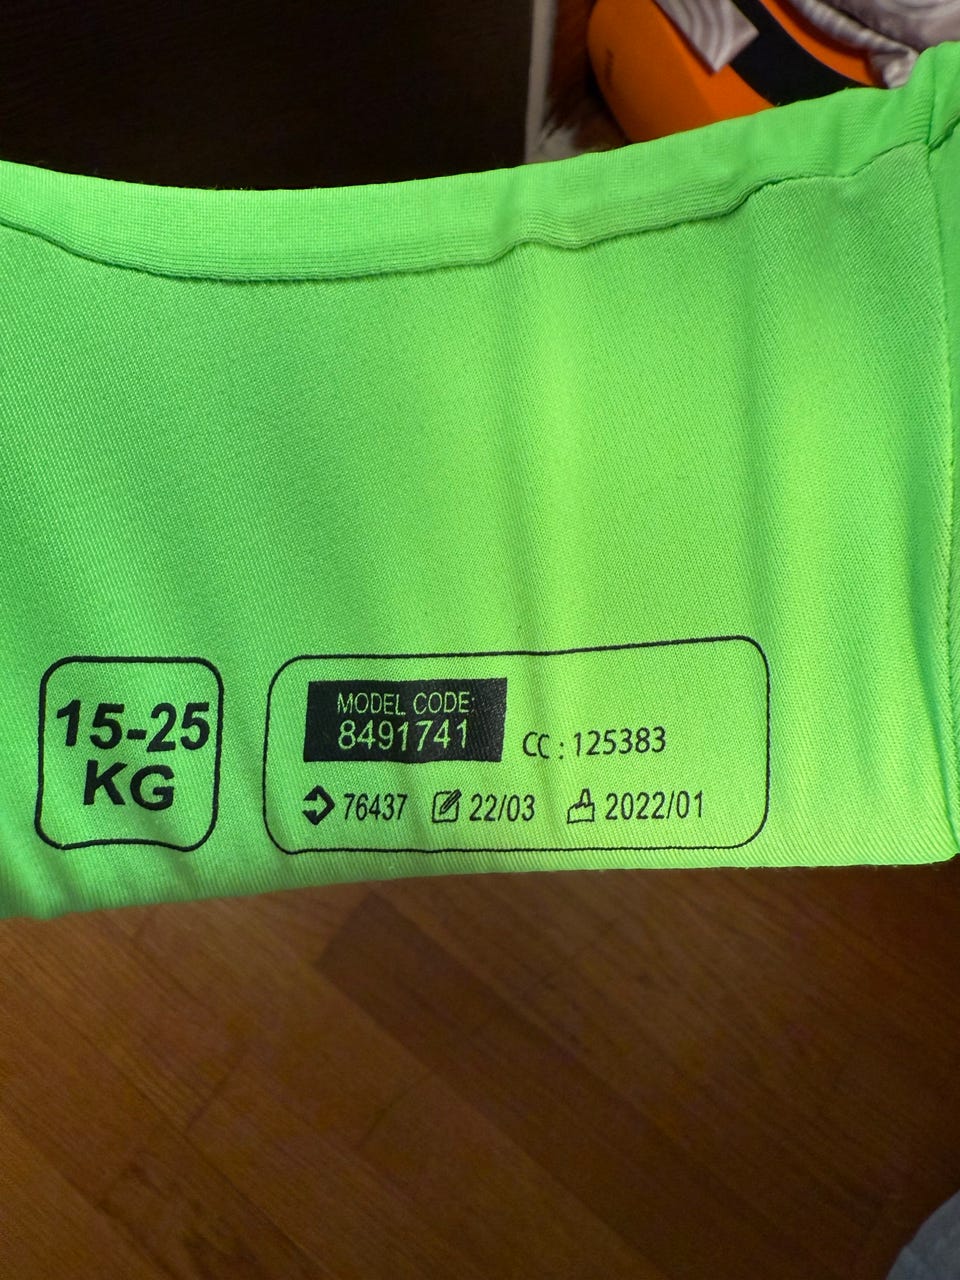 15-25
KG
MODEL CODE:
8491741
CC : 125383
76437 22/03 2022/01